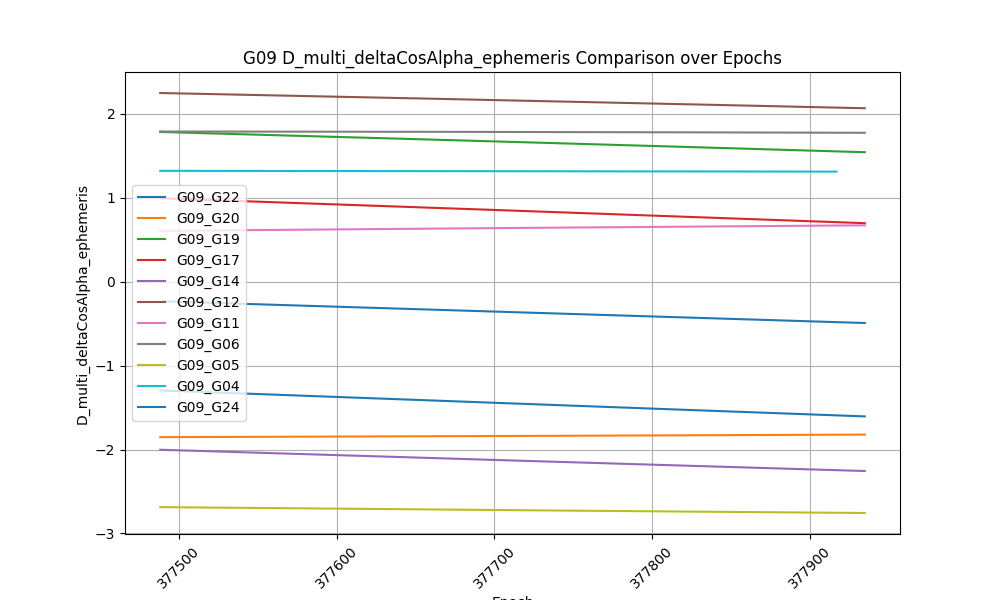 G09 D_multi_deltaCosAlpha_ephemeris Comparison over Epochs
D_multi_deltaCosAlpha_ephemeris
2
1
0
−1
−2
−3
G09_G22
G09_G20
G09_G19
G09_G17
G09_G14
G09_G12
G09_G11
G09_G06
G09_G05
G09_G04
G09_G24
377500
377600
377700
377800
377900
Epoch